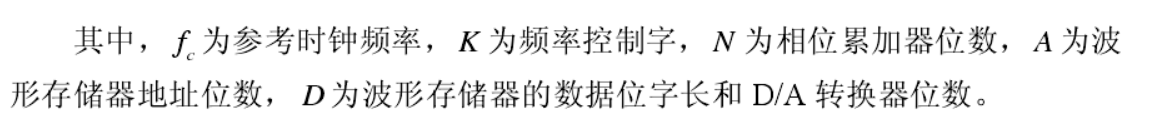 其中，f_c 为参考时钟频率，K 为频率控制字，N 为相位累加器位数，A 为波
形存储器地址位数，D 为波形存储器的数据位字长和 D/A 转换器位数。